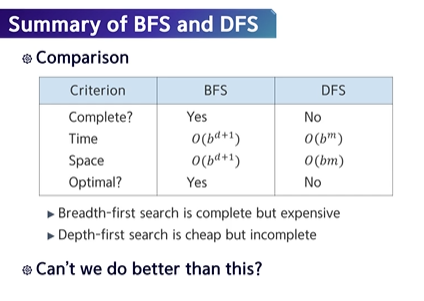 Summary of BFS and DFS
Comparison
Criterion BFS DFS
Complete? Yes No
Time O(b^{d+1}) O(b^m)
Space O(b^{d+1}) O(bm)
Optimal? Yes No
▶ Breadth-first search is complete but expensive
▶ Depth-first search is cheap but incomplete
Can't we do better than this?